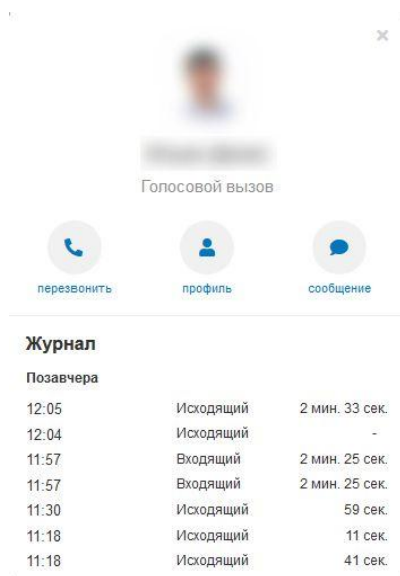 Голосовой вызов
перезвонить профиль сообщение
Журнал
Позавчера
12:05 Исходящий 2 мин. 33 сек.
12:04 Исходящий -
11:57 Входящий 2 мин. 25 сек.
11:57 Входящий 2 мин. 25 сек.
11:30 Исходящий 59 сек.
11:18 Исходящий 11 сек.
11:18 Исходящий 41 сек.